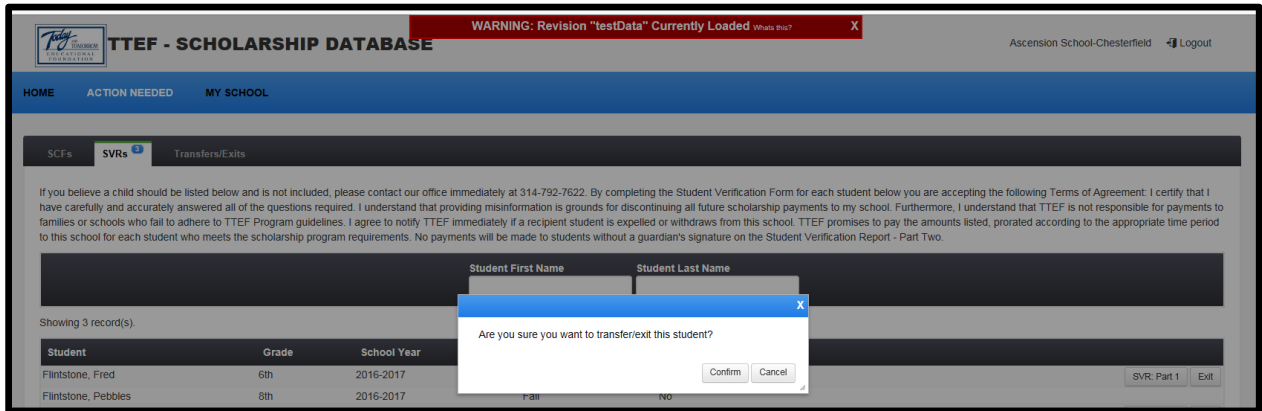 WARNING: Revision "testData" Currently Loaded Whats this? X
Today
and
TOMORROW
EDUCATIONAL
FOUNDATION
TTEF - SCHOLARSHIP DATABASE
Ascension School-Chesterfield Logout
HOME ACTION NEEDED MY SCHOOL
SCFs SVRs 3 Transfers/Exits
If you believe a child should be listed below and is not included, please contact our office immediately at 314-792-7622. By completing the Student Verification Form for each student below you are accepting the following Terms of Agreement: I certify that I
have carefully and accurately answered all of the questions required. I understand that providing misinformation is grounds for discontinuing all future scholarship payments to my school. Furthermore, I understand that TTEF is not responsible for payments to
families or schools who fail to adhere to TTEF Program guidelines. I agree to notify TTEF immediately if a recipient student is expelled or withdraws from this school. TTEF promises to pay the amounts listed, prorated according to the appropriate time period
to this school for each student who meets the scholarship program requirements. No payments will be made to students without a guardian's signature on the Student Verification Report - Part Two.
Student First Name Student Last Name
X
Are you sure you want to transfer/exit this student?
Confirm Cancel
Showing 3 record(s).
Student Grade School Year
Flintstone, Fred 6th 2016-2017 SVR: Part 1 Exit
Flintstone, Pebbles 8th 2016-2017 Fall No